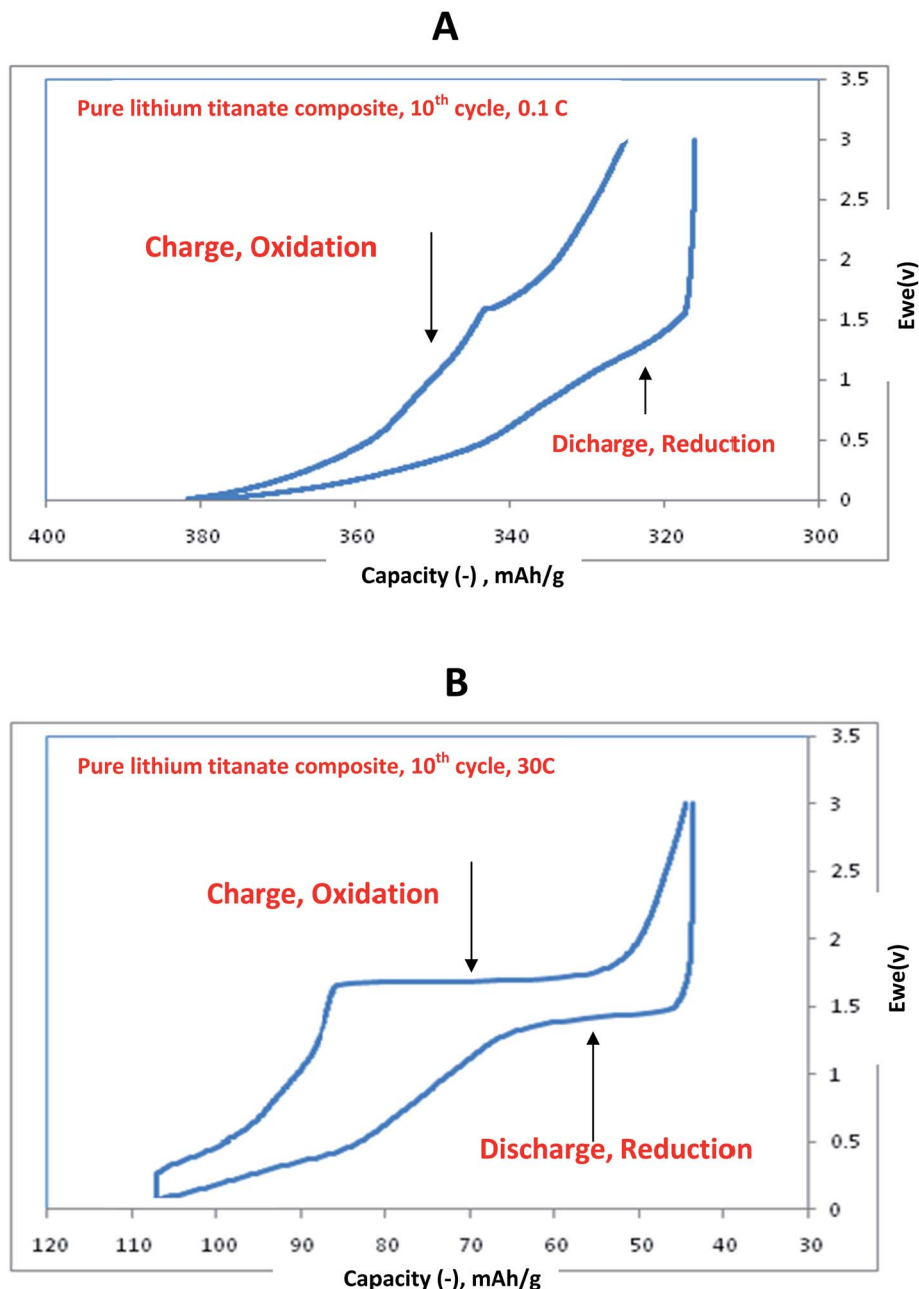 A
Pure lithium titanate composite, 10th cycle, 0.1 C
3.5
3
Charge, Oxidation
2.5
2
Ewe(v)
1.5
1
Dicharge, Reduction
0.5
0
400 380 360 340 320 300
Capacity (-) , mAh/g
B
Pure lithium titanate composite, 10th cycle, 30C
3.5
3
Charge, Oxidation
2.5
2
Ewe(v)
1.5
1
Discharge, Reduction
0.5
0
120 110 100 90 80 70 60 50 40 30
Capacity (-), mAh/g